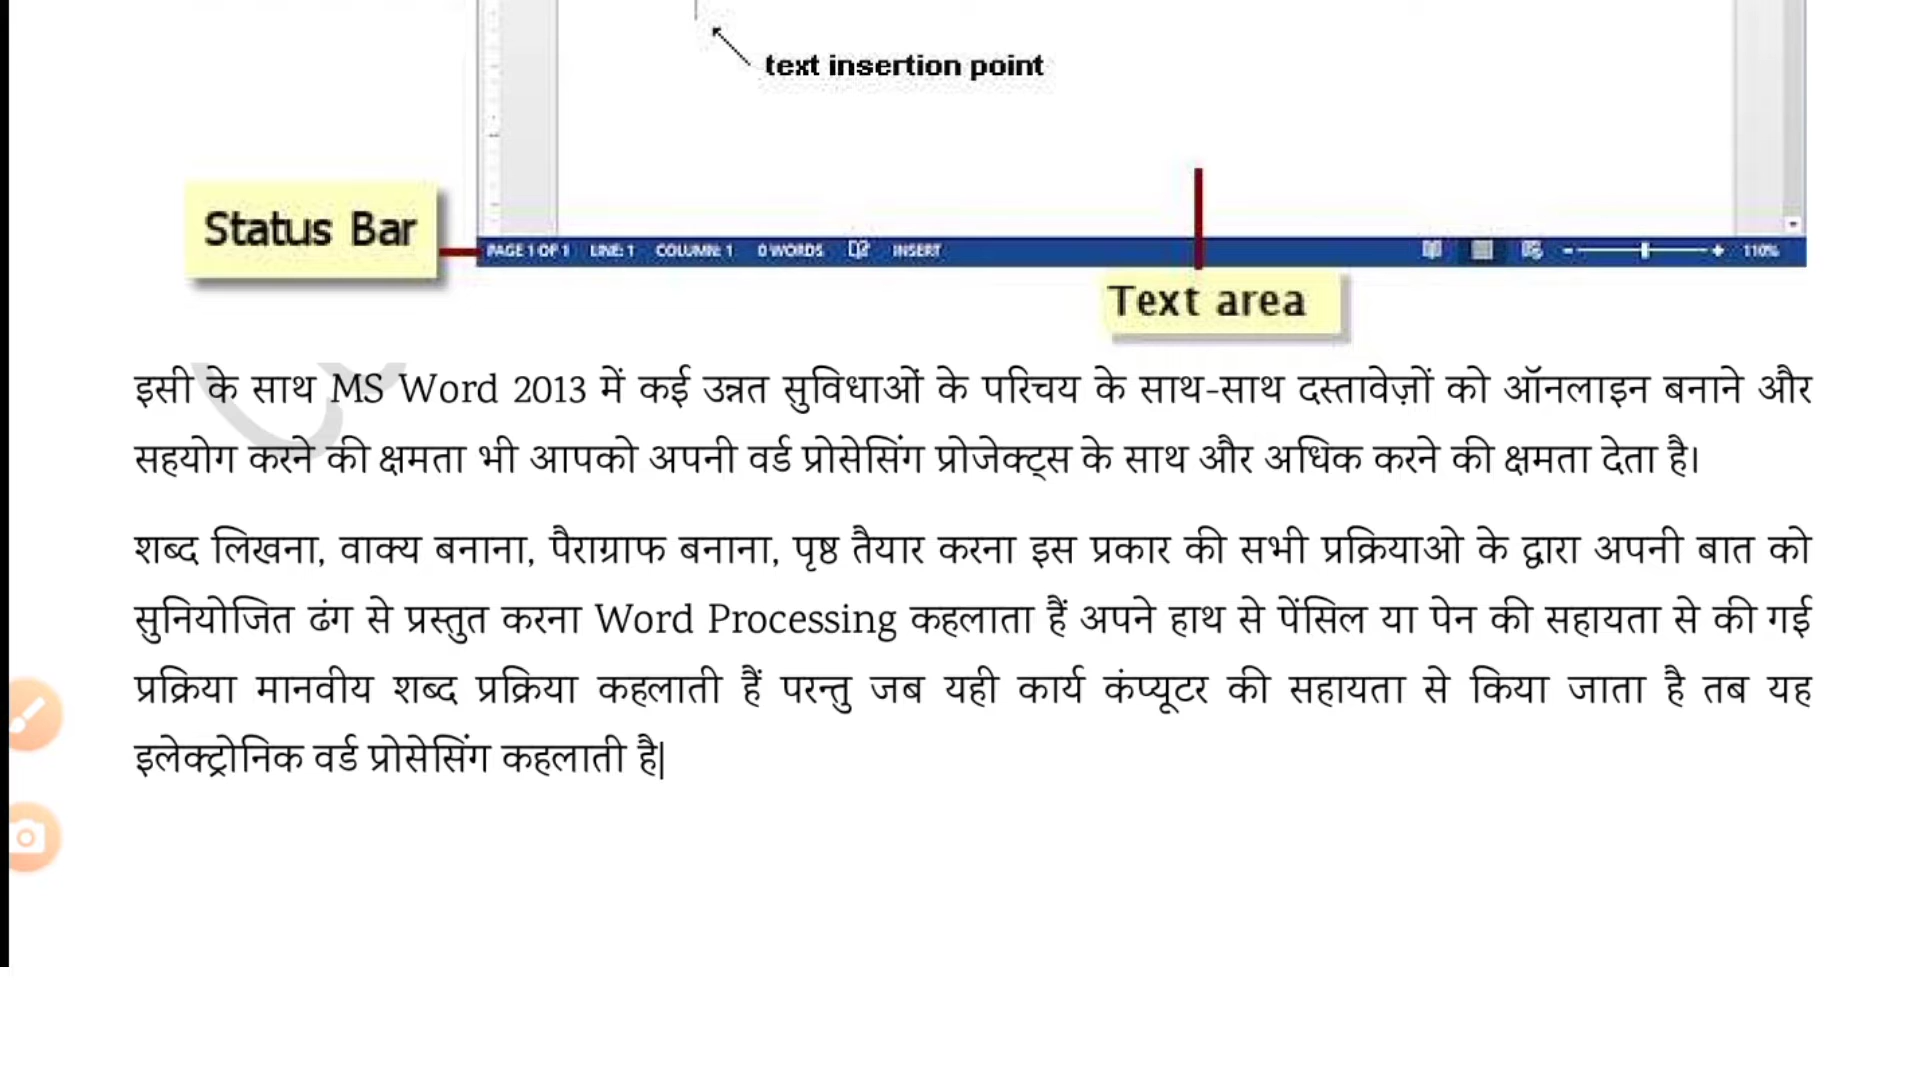 text insertion point
Status Bar
PAGE 1 OF 1 LINE: 1 COLUMN: 1 0 WORDS INSERT 110%
Text area
इसी के साथ MS Word 2013 में कई उन्नत सुविधाओं के परिचय के साथ-साथ दस्तावेज़ों को ऑनलाइन बनाने और
सहयोग करने की क्षमता भी आपको अपनी वर्ड प्रोसेसिंग प्रोजेक्ट्स के साथ और अधिक करने की क्षमता देता है।
शब्द लिखना, वाक्य बनाना, पैराग्राफ बनाना, पृष्ठ तैयार करना इस प्रकार की सभी प्रक्रियाओ के द्वारा अपनी बात को
सुनियोजित ढंग से प्रस्तुत करना Word Processing कहलाता हैं अपने हाथ से पेंसिल या पेन की सहायता से की गई
प्रक्रिया मानवीय शब्द प्रक्रिया कहलाती हैं परन्तु जब यही कार्य कंप्यूटर की सहायता से किया जाता है तब यह
इलेक्ट्रोनिक वर्ड प्रोसेसिंग कहलाती है|